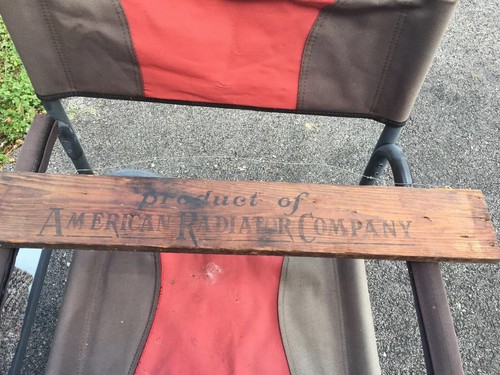 product of
AMERICAN RADIATOR COMPANY